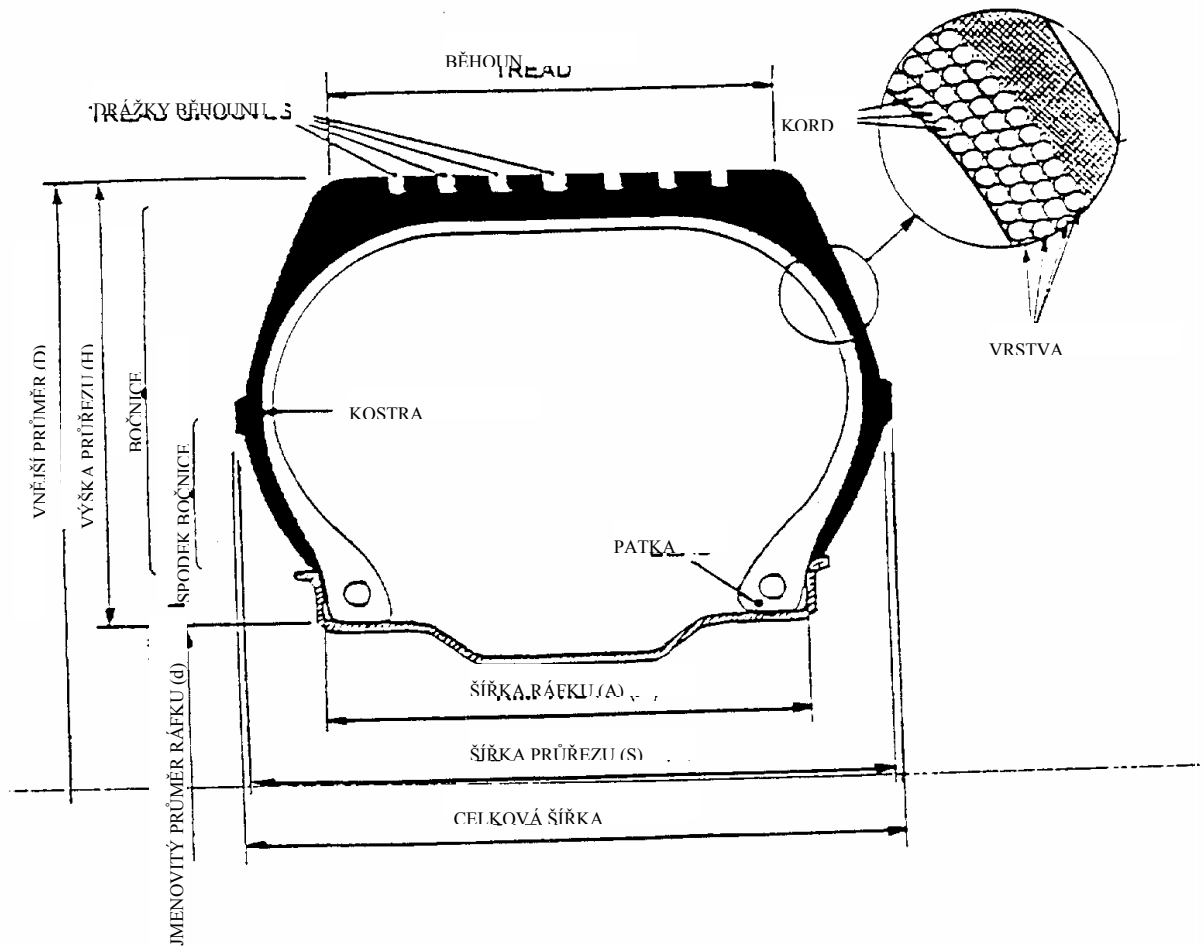 BĚHOUN
TREAD
DRÁŽKY BĚHOUNU
KORD
VRSTVA
VNĚJŠÍ PRŮMĚR (D)
VÝŠKA PRŮŘEZU (H)
BOČNICE
SPODEK BOČNICE
KOSTRA
PATKA
JMENOVITÝ PRŮMĚR RÁFKU (d)
ŠÍŘKA RÁFKU (A)
ŠÍŘKA PRŮŘEZU (S)
CELKOVÁ ŠÍŘKA